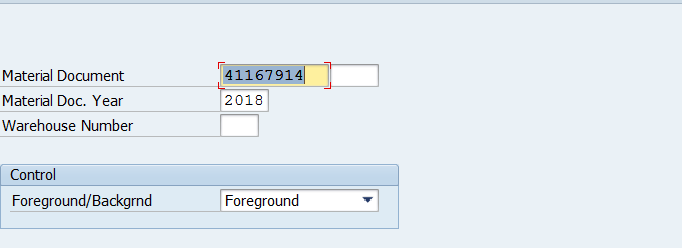 Material Document 41167914
Material Doc. Year 2018
Warehouse Number
Control
Foreground/Backgrnd Foreground